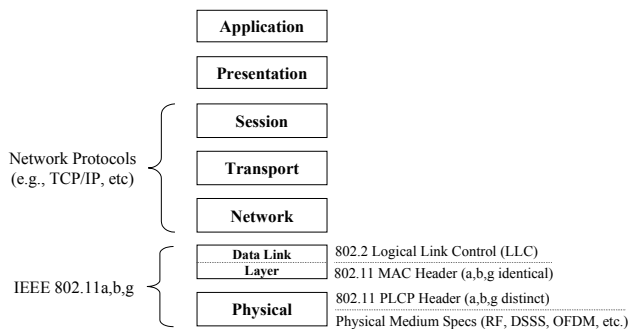 Application
Presentation
Session
Network Protocols
(e.g., TCP/IP, etc)
Transport
Network
Data Link
Layer
802.2 Logical Link Control (LLC)
802.11 MAC Header (a,b,g identical)
IEEE 802.11a,b,g
Physical
802.11 PLCP Header (a,b,g distinct)
Physical Medium Specs (RF, DSSS, OFDM, etc.)